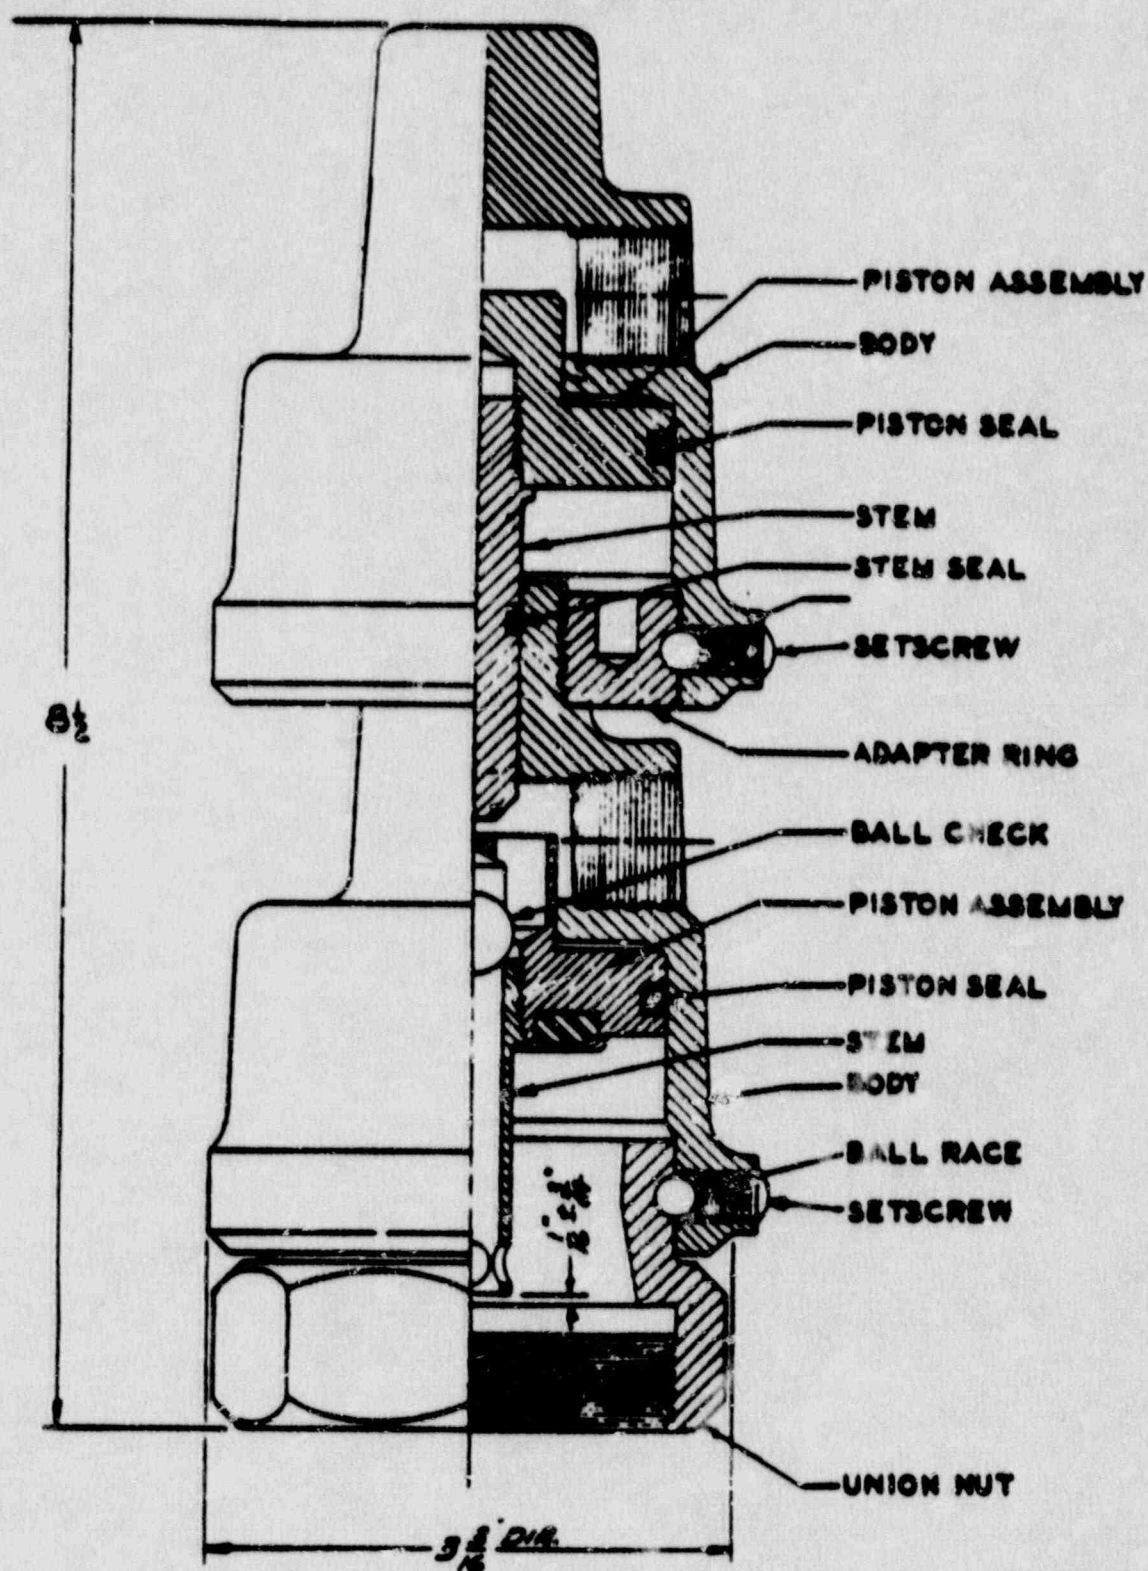 PISTON ASSEMBLY
BODY
PISTON SEAL
STEM
STEM SEAL
SETSCREW
8½
ADAPTER RING
BALL CHECK
PISTON ASSEMBLY
PISTON SEAL
STEM
BODY
BALL RACE
SETSCREW
UNION NUT
DIA.